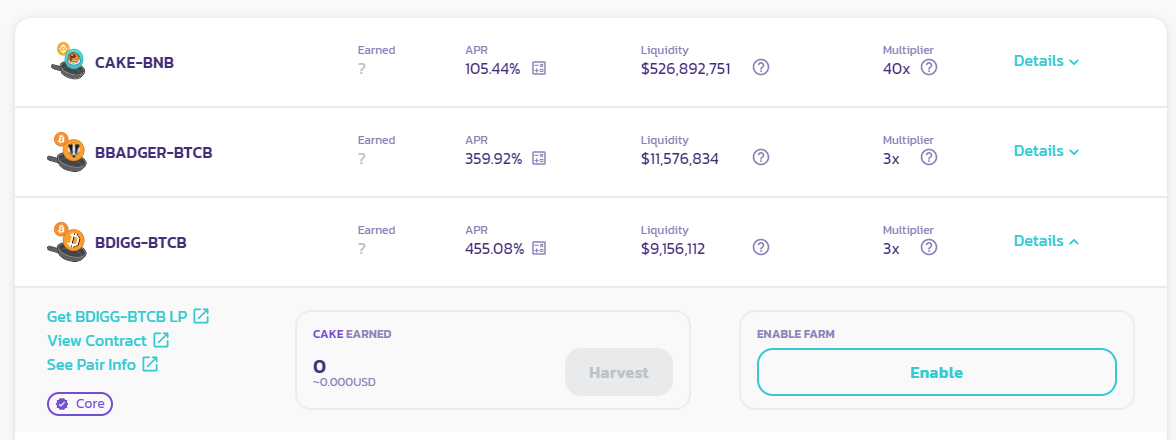 Earned APR Liquidity Multiplier
CAKE-BNB ? 105.44% $526,892,751 40x Details
Earned APR Liquidity Multiplier
BBADGER-BTCB ? 359.92% $11,576,834 3x Details
Earned APR Liquidity Multiplier
BDIGG-BTCB ? 455.08% $9,156,112 3x Details
Get BDIGG-BTCB LP
View Contract
See Pair Info
Core
CAKE EARNED
0
~0.000USD
Harvest
ENABLE FARM
Enable